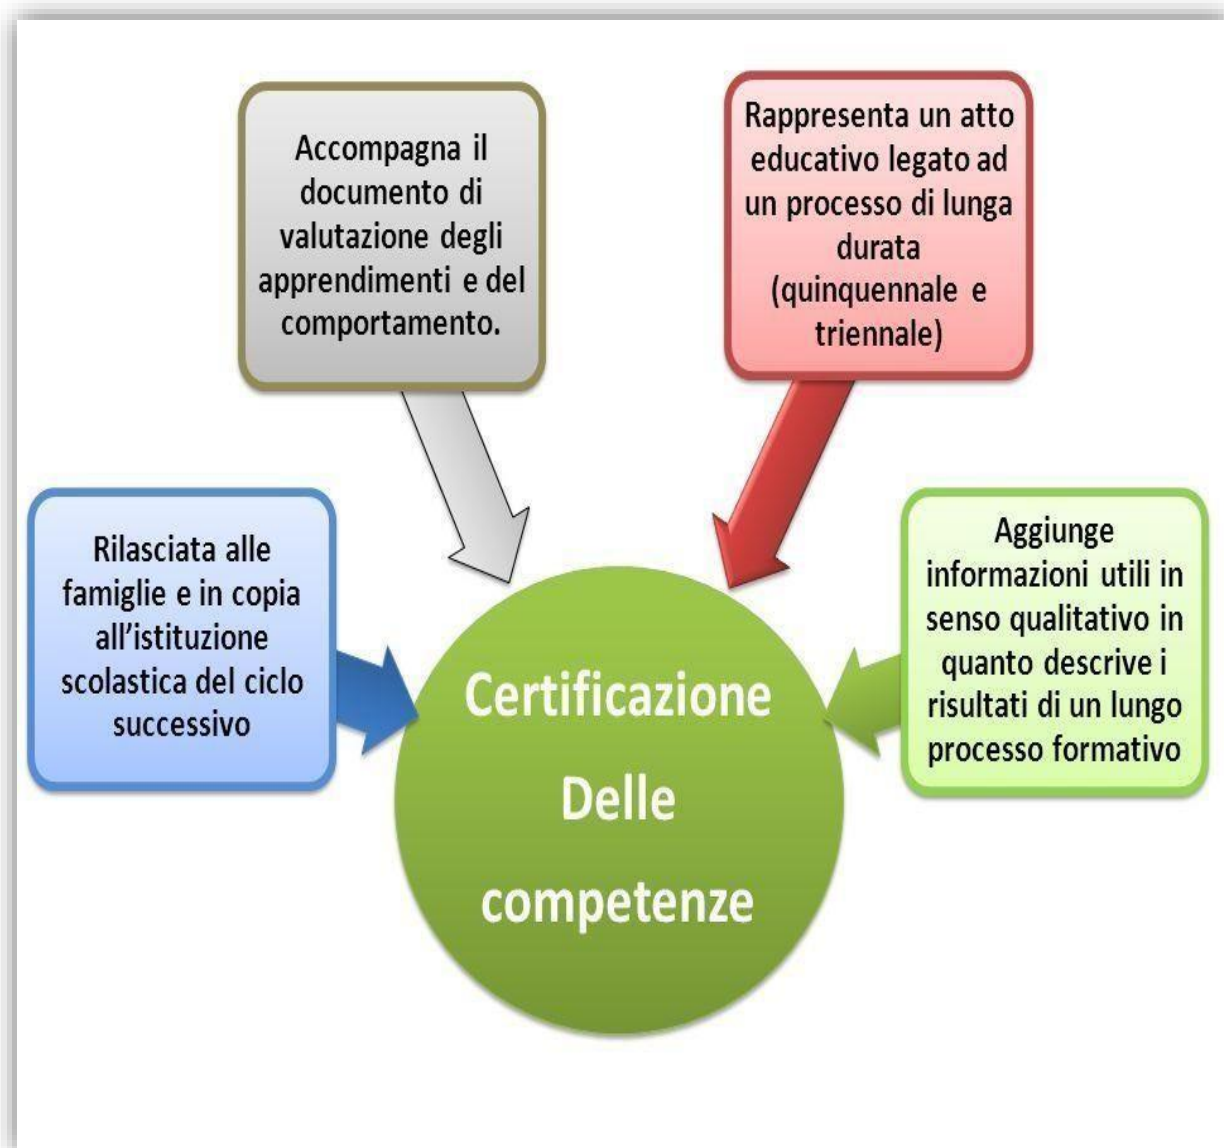 Accompagna il
documento di
valutazione degli
apprendimenti e del
comportamento.
Rappresenta un atto
educativo legato ad
un processo di lunga
durata
(quinquennale e
triennale)
Rilasciata alle
famiglie e in copia
all'istituzione
scolastica del ciclo
successivo
Aggiunge
informazioni utili in
senso qualitativo in
quanto descrive i
risultati di un lungo
processo formativo
Certificazione
Delle
competenze